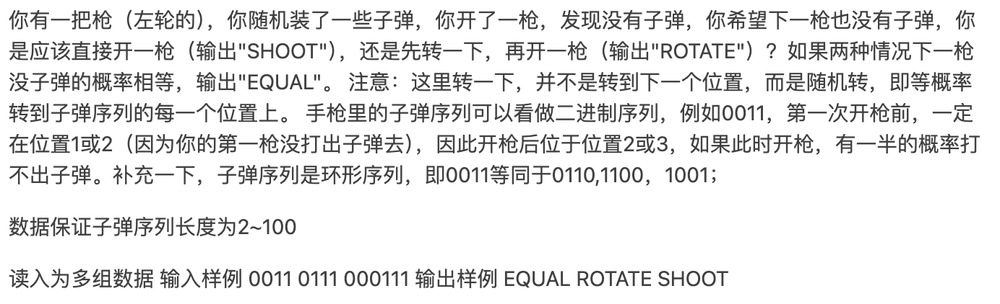 你有一把枪（左轮的），你随机装了一些子弹，你开了一枪，发现没有子弹，你希望下一枪也没有子弹，你
是应该直接开一枪（输出"SHOOT"），还是先转一下，再开一枪（输出"ROTATE"）？如果两种情况下一枪
没子弹的概率相等，输出"EQUAL"。 注意：这里转一下，并不是转到下一个位置，而是随机转，即等概率
转到子弹序列的每一个位置上。 手枪里的子弹序列可以看做二进制序列，例如0011，第一次开枪前，一定
在位置1或2（因为你的第一枪没打出子弹去），因此开枪后位于位置2或3，如果此时开枪，有一半的概率打
不出子弹。补充一下，子弹序列是环形序列，即0011等同于0110,1100，1001；
数据保证子弹序列长度为2~100
读入为多组数据 输入样例 0011 0111 000111 输出样例 EQUAL ROTATE SHOOT